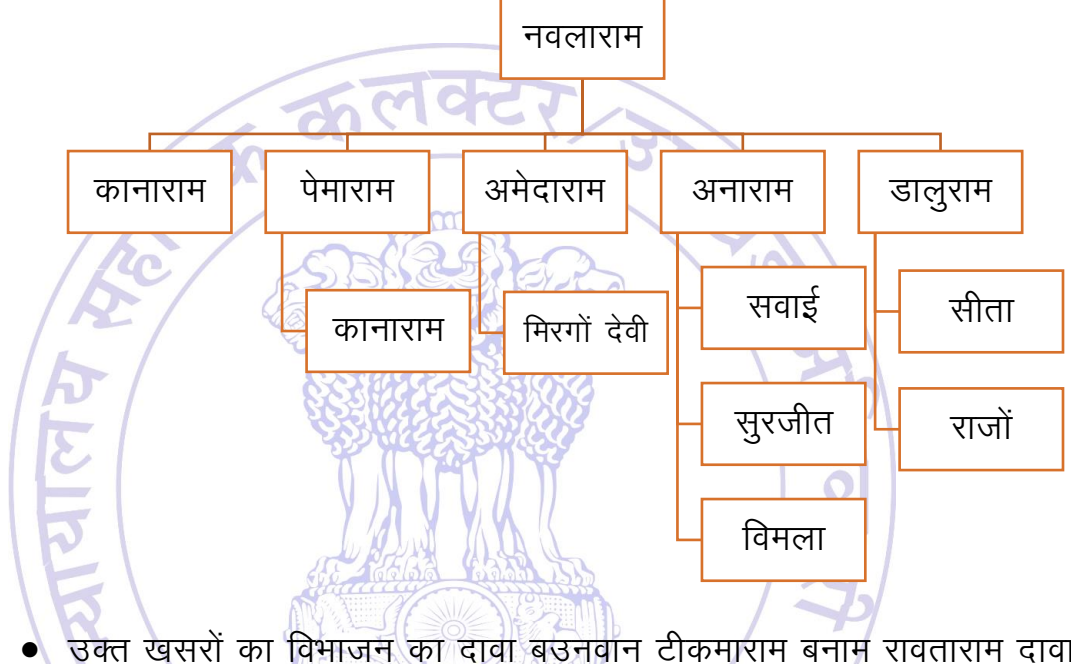 नवलाराम
कानाराम पेमाराम अमेदाराम अनाराम डालुराम
कानाराम मिरगों देवी सवाई सीता
सुरजीत राजों
विमला
• उक्त खसरों का विभाजन का दावा बउनवान टीकमाराम बनाम रावताराम दावा